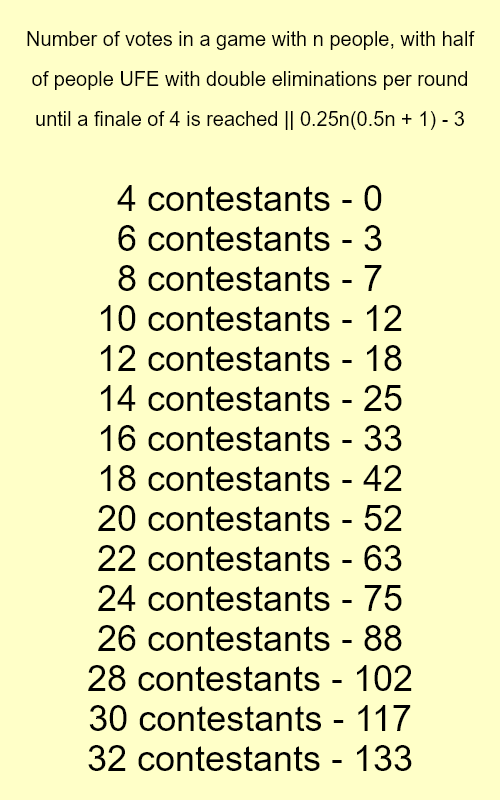 Number of votes in a game with n people, with half
of people UFE with double eliminations per round
until a finale of 4 is reached || 0.25n(0.5n + 1) - 3
4 contestants - 0
6 contestants - 3
8 contestants - 7
10 contestants - 12
12 contestants - 18
14 contestants - 25
16 contestants - 33
18 contestants - 42
20 contestants - 52
22 contestants - 63
24 contestants - 75
26 contestants - 88
28 contestants - 102
30 contestants - 117
32 contestants - 133